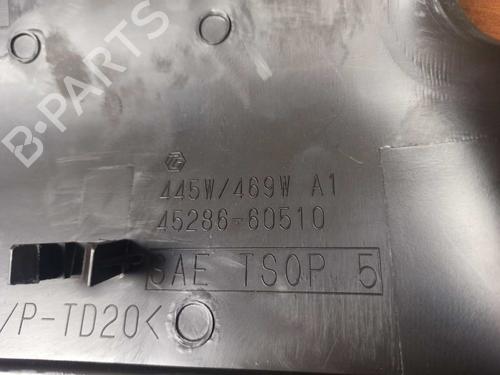 B-PARTS
445W/469W A1
45286-60510
SAE TSOP 5
/P-TD20<